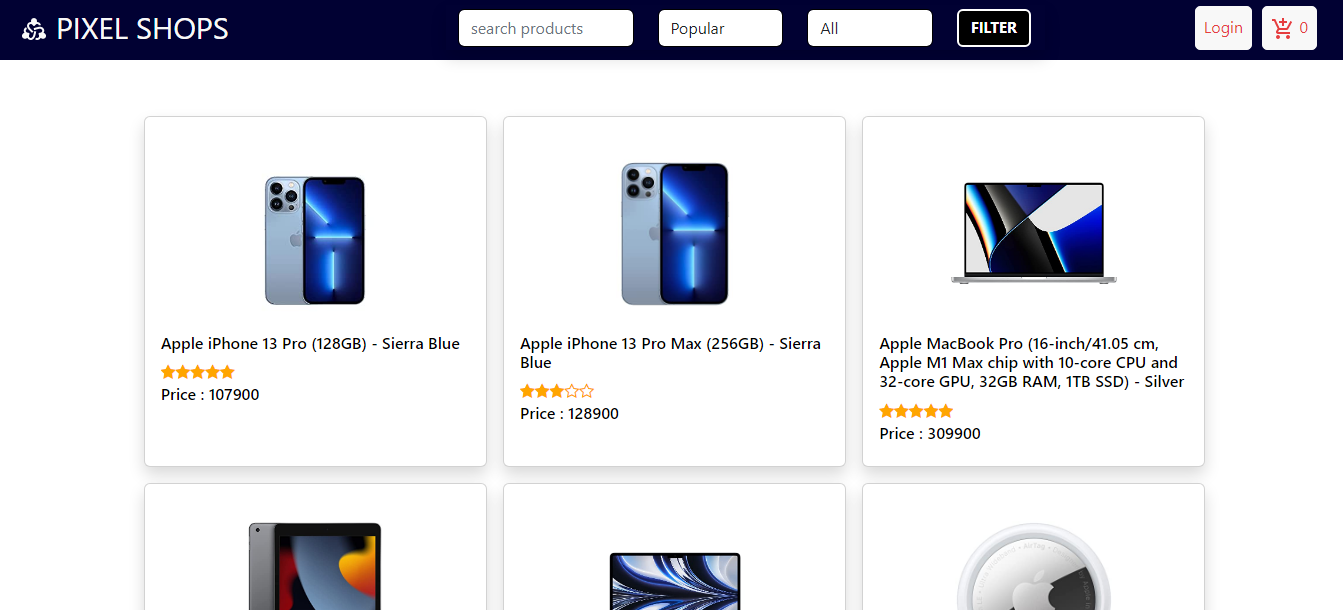 PIXEL SHOPS
search products
Popular
All
FILTER
Login
0
Apple iPhone 13 Pro (128GB) - Sierra Blue
Price : 107900
Apple iPhone 13 Pro Max (256GB) - Sierra
Blue
Price : 128900
Apple MacBook Pro (16-inch/41.05 cm,
Apple M1 Max chip with 10-core CPU and
32-core GPU, 32GB RAM, 1TB SSD) - Silver
Price : 309900
AirTag